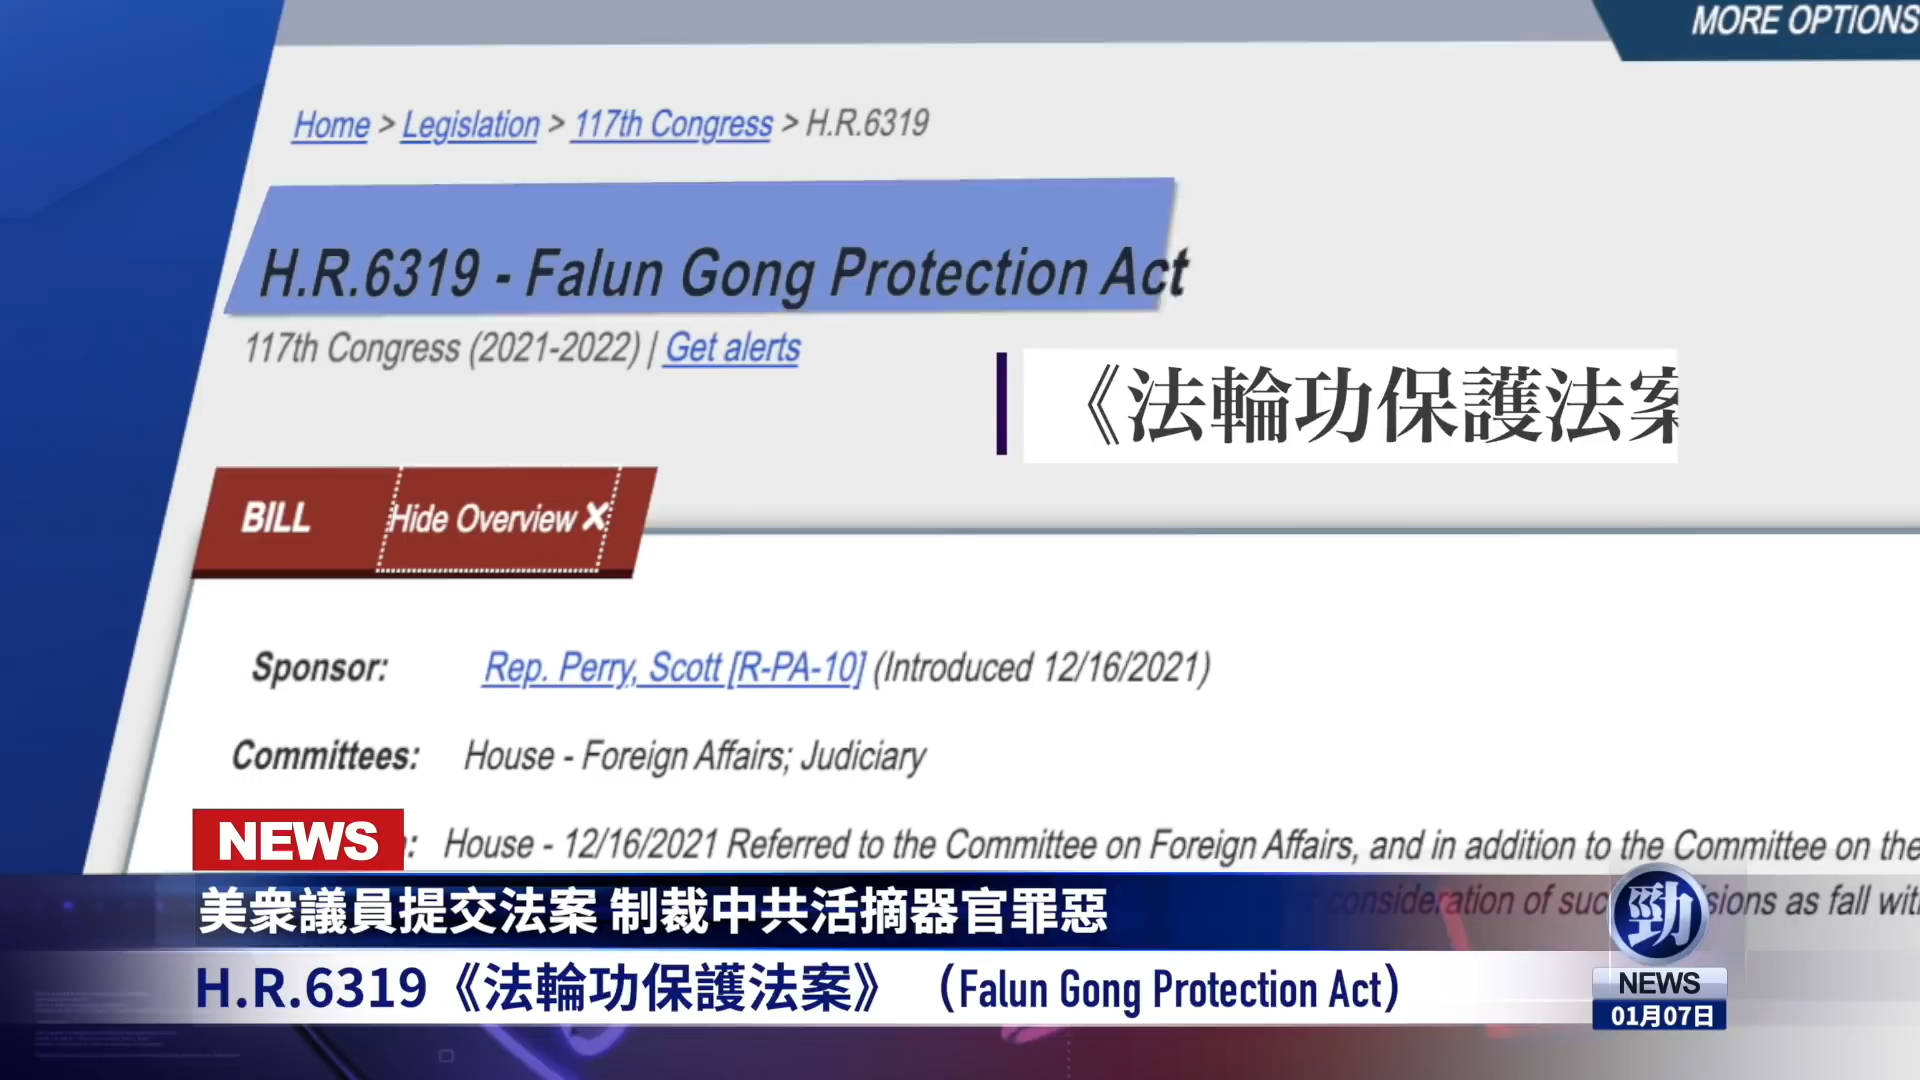 MORE OPTIONS
Home > Legislation > 117th Congress > H.R.6319
H.R.6319 - Falun Gong Protection Act
117th Congress (2021-2022) | Get alerts
《法輪功保護法案
BILL Hide Overview ✕
Sponsor: Rep. Perry, Scott [R-PA-10] (Introduced 12/16/2021)
Committees: House - Foreign Affairs; Judiciary
NEWS
House - 12/16/2021 Referred to the Committee on Foreign Affairs, and in addition to the Committee on the
consideration of suc sions as fall wit
美衆議員提交法案 制裁中共活摘器官罪惡
H.R.6319《法輪功保護法案》 （Falun Gong Protection Act）
勁
NEWS
01月07日